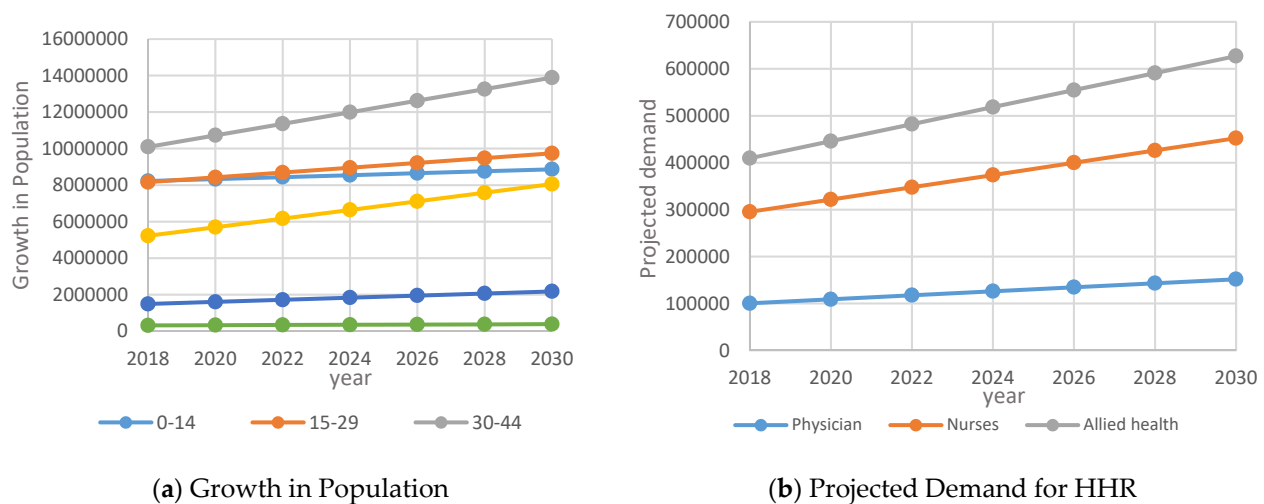 Growth in Population
16000000
14000000
12000000
10000000
8000000
6000000
4000000
2000000
0
2018 2020 2022 2024 2026 2028 2030
year
0-14 15-29 30-44
(a) Growth in Population
Projected demand
700000
600000
500000
400000
300000
200000
100000
0
2018 2020 2022 2024 2026 2028 2030
year
Physician Nurses Allied health
(b) Projected Demand for HHR